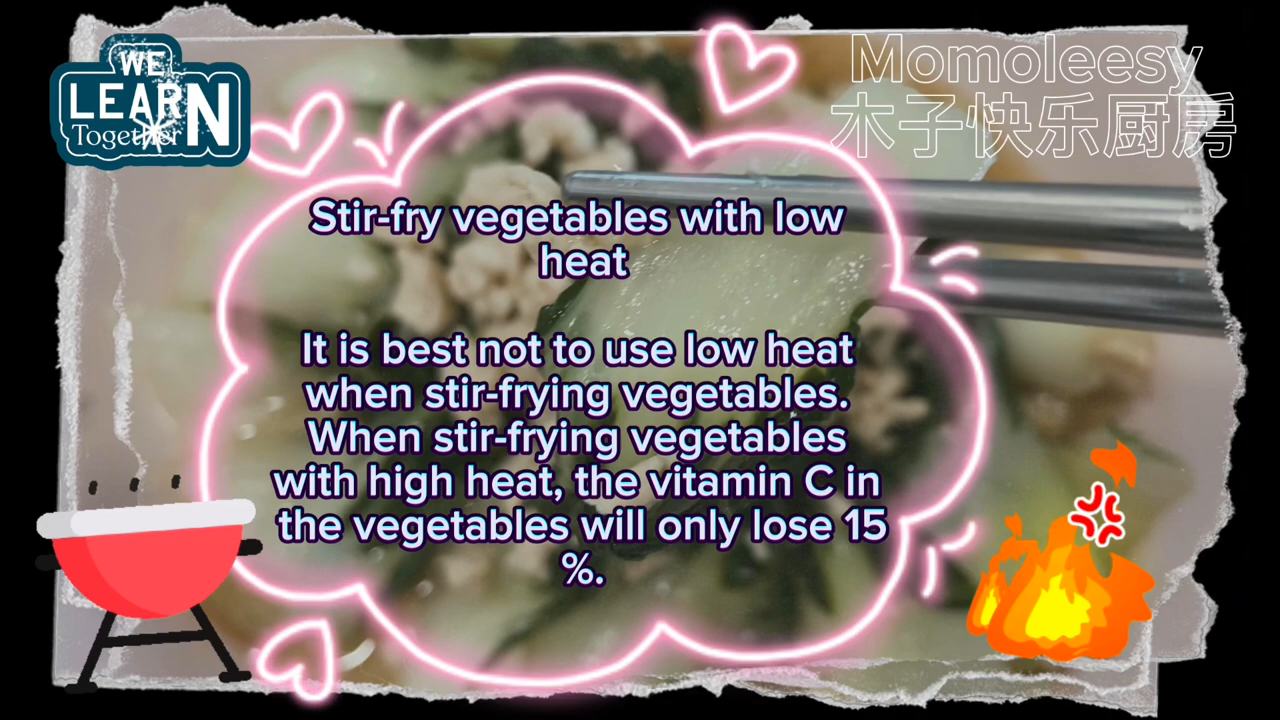 WE
LEARN
Together
Momoleesy
木子快乐厨房
Stir-fry vegetables with low
heat
It is best not to use low heat
when stir-frying vegetables.
When stir-frying vegetables
with high heat, the vitamin C in
the vegetables will only lose 15
%.